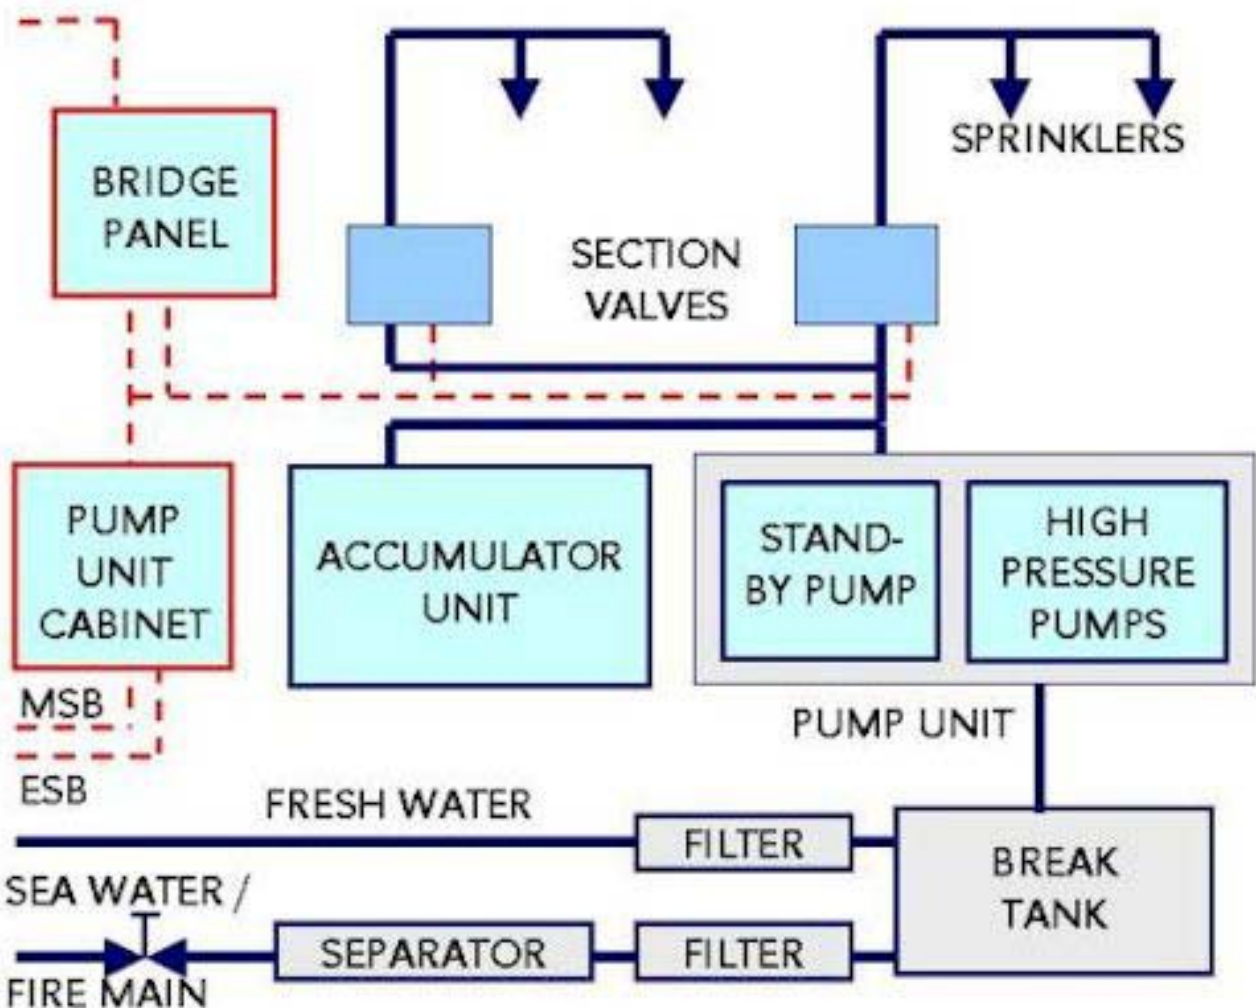 SPRINKLERS
BRIDGE
PANEL
SECTION
VALVES
PUMP
UNIT
CABINET
ACCUMULATOR
UNIT
STAND-
BY PUMP
HIGH
PRESSURE
PUMPS
MSB
PUMP UNIT
ESB
FRESH WATER
FILTER
BREAK
TANK
SEA WATER /
SEPARATOR
FILTER
FIRE MAIN